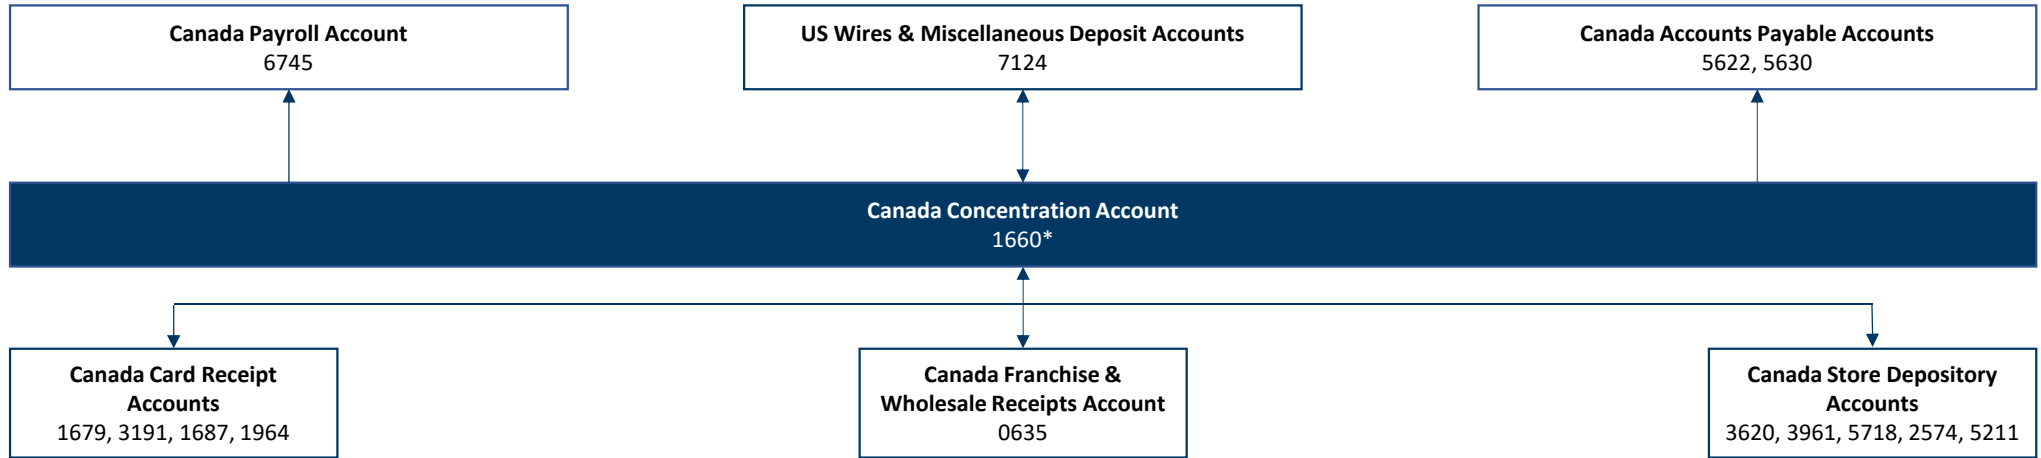 Canada Payroll Account
6745
US Wires & Miscellaneous Deposit Accounts
7124
Canada Accounts Payable Accounts
5622, 5630
Canada Concentration Account
1660*
Canada Card Receipt
Accounts
1679, 3191, 1687, 1964
Canada Franchise &
Wholesale Receipts Account
0635
Canada Store Depository
Accounts
3620, 3961, 5718, 2574, 5211